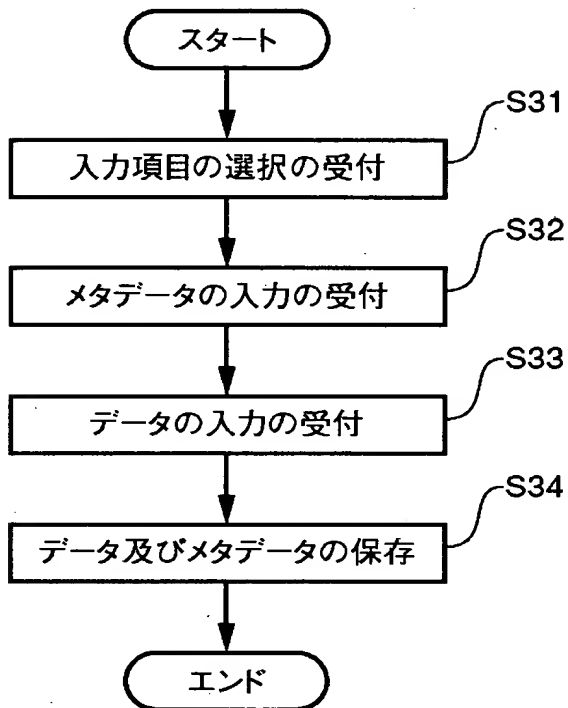 スタート
S31
入力項目の選択の受付
S32
メタデータの入力の受付
S33
データの入力の受付
S34
データ及びメタデータの保存
エンド